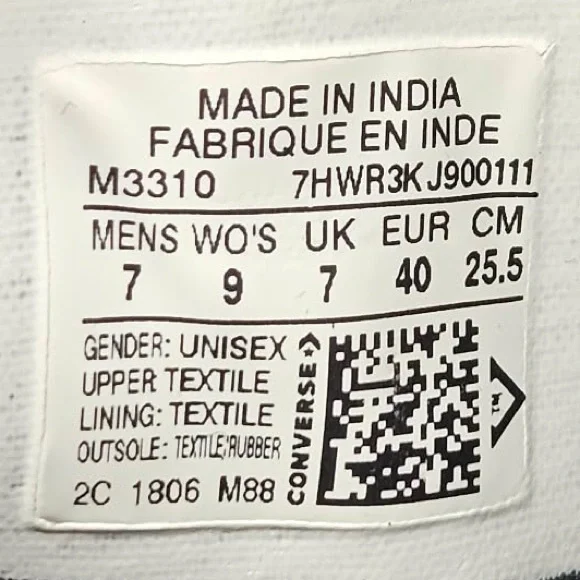 MADE IN INDIA
FABRIQUE EN INDE
M3310 7HWR3KJ900111
MENS WO'S UK EUR CM
7 9 7 40 25.5
GENDER: UNISEX
UPPER TEXTILE
LINING: TEXTILE
OUTSOLE: TEXTILE/RUBBER
2C 1806 M88
CONVERSE
TM